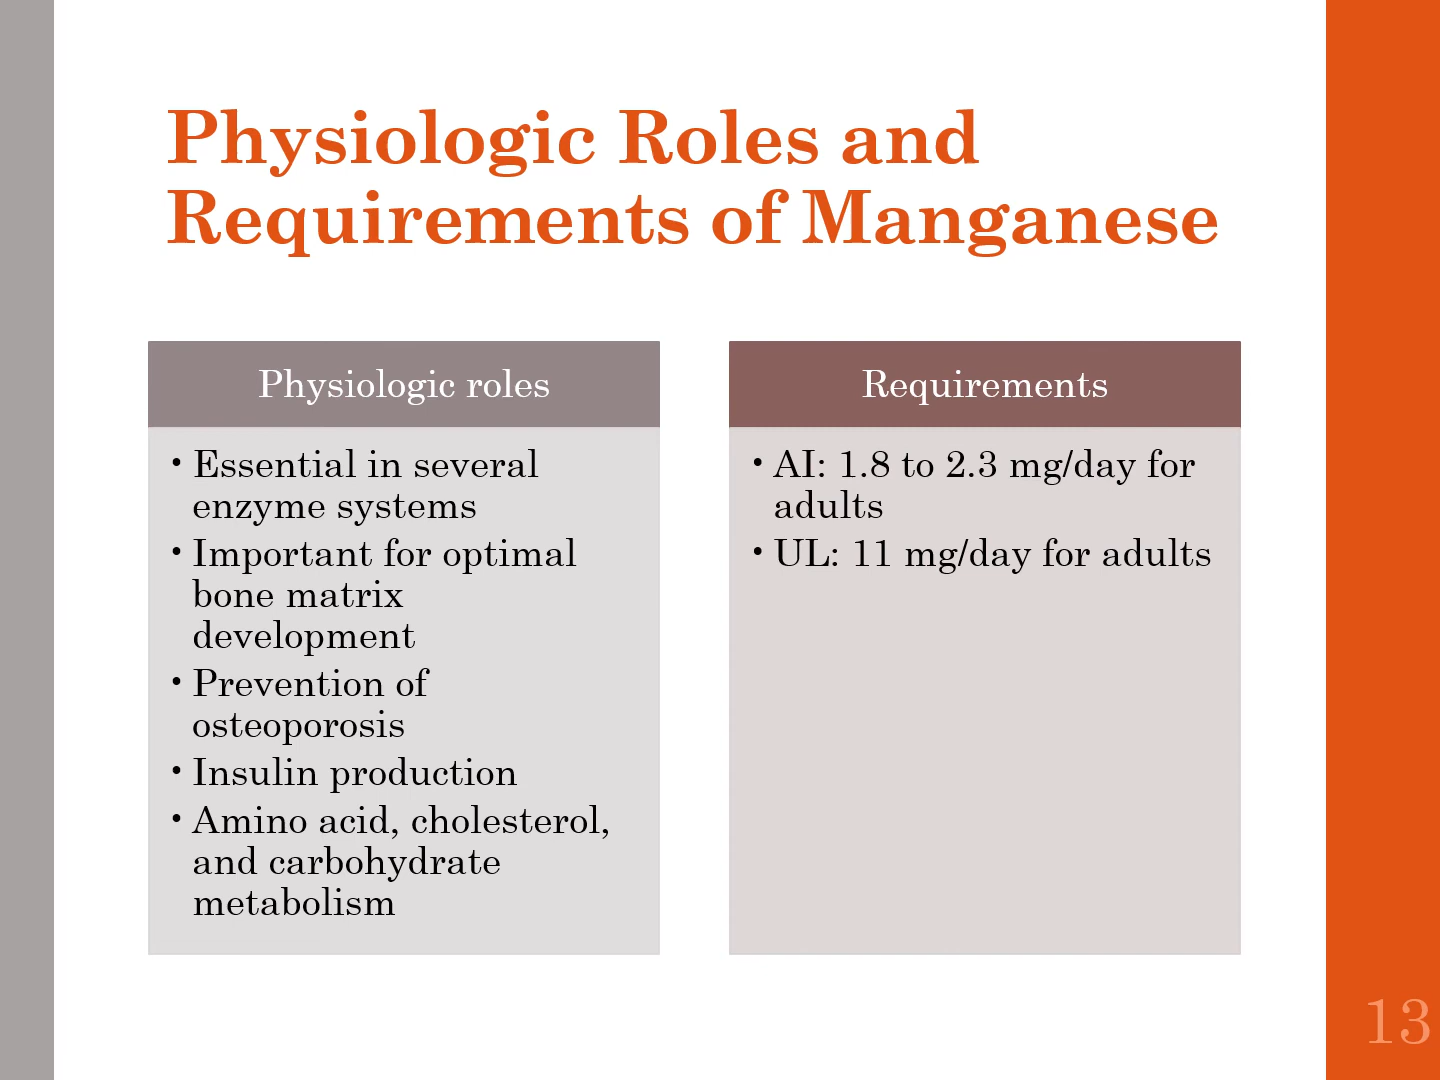 Physiologic Roles and
Requirements of Manganese
Physiologic roles
• Essential in several
enzyme systems
• Important for optimal
bone matrix
development
• Prevention of
osteoporosis
• Insulin production
• Amino acid, cholesterol,
and carbohydrate
metabolism
Requirements
• AI: 1.8 to 2.3 mg/day for
adults
• UL: 11 mg/day for adults
13